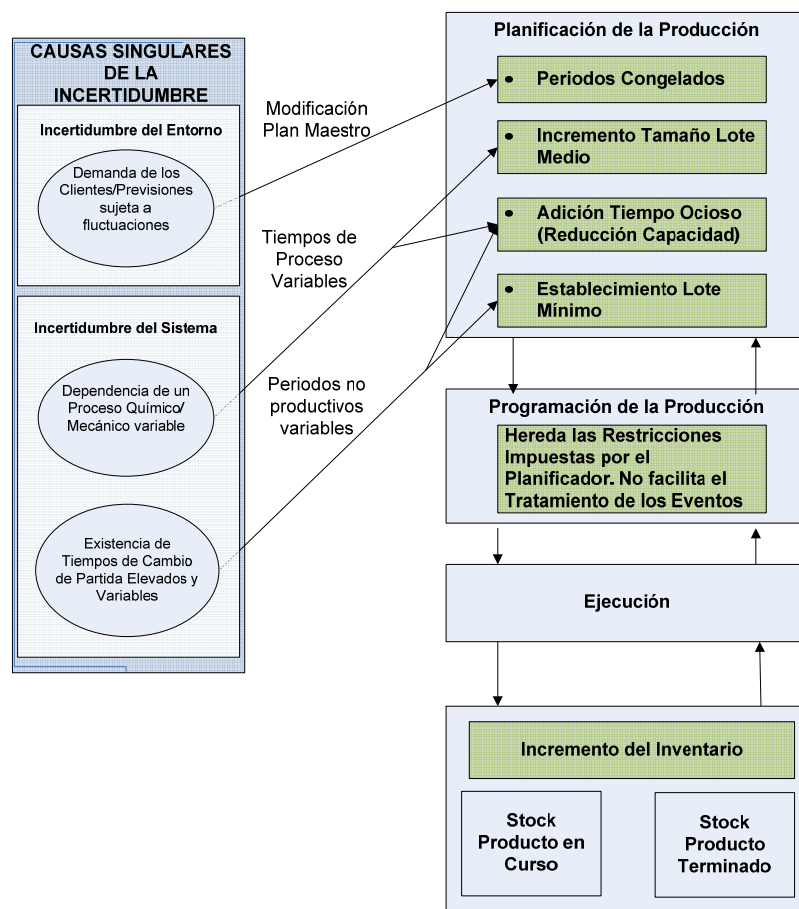 CAUSAS SINGULARES
DE LA
INCERTIDUMBRE
Incertidumbre del Entorno
Demanda de los
Clientes/Previsiones
sujeta a
fluctuaciones
Incertidumbre del Sistema
Dependencia de un
Proceso Químico/
Mecánico variable
Existencia de
Tiempos de Cambio
de Partida Elevados y
Variables
Modificación
Plan Maestro
Tiempos de
Proceso
Variables
Periodos no
productivos
variables
Planificación de la Producción
• Periodos Congelados
• Incremento Tamaño Lote
Medio
• Adición Tiempo Ocioso
(Reducción Capacidad)
• Establecimiento Lote
Mínimo
Programación de la Producción
Hereda las Restricciones
Impuestas por el
Planificador. No facilita el
Tratamiento de los Eventos
Ejecución
Incremento del Inventario
Stock
Producto en
Curso
Stock
Producto
Terminado